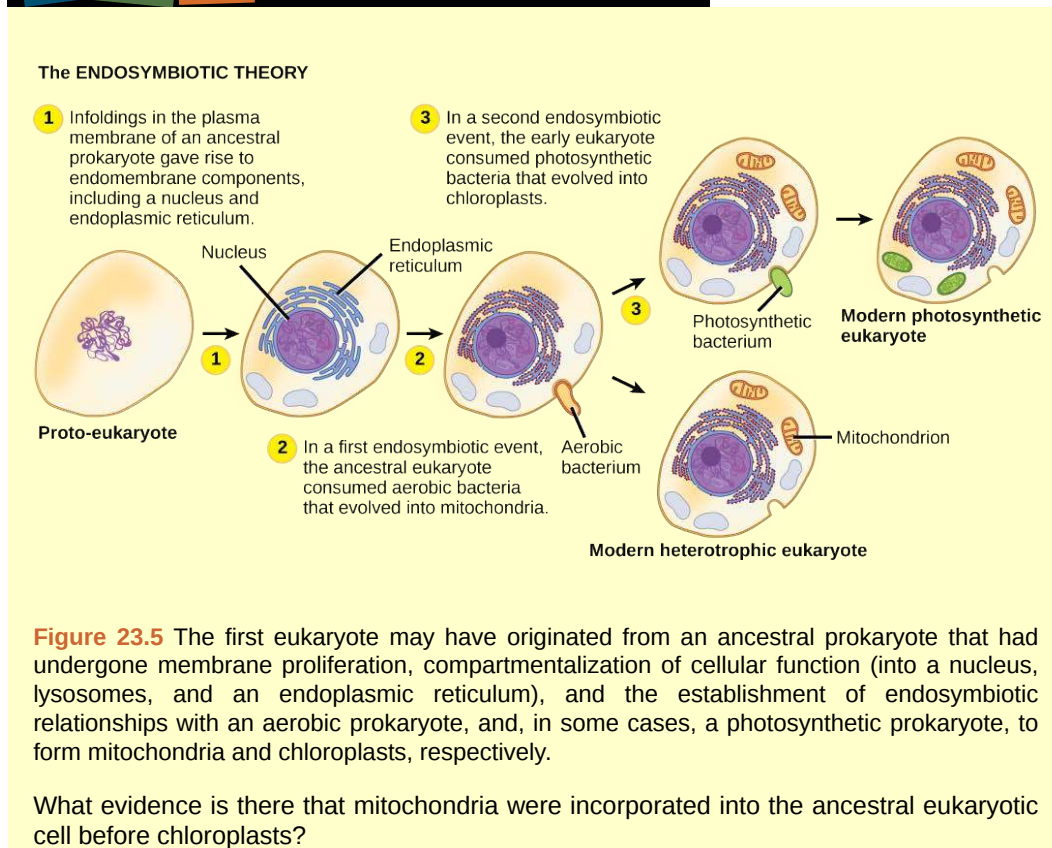 The ENDOSYMBIOTIC THEORY
1 Infoldings in the plasma
membrane of an ancestral
prokaryote gave rise to
endomembrane components,
including a nucleus and
endoplasmic reticulum.
3 In a second endosymbiotic
event, the early eukaryote
consumed photosynthetic
bacteria that evolved into
chloroplasts.
Nucleus
Endoplasmic
reticulum
1
2
3
Photosynthetic
bacterium
Modern photosynthetic
eukaryote
Proto-eukaryote
2 In a first endosymbiotic event,
the ancestral eukaryote
consumed aerobic bacteria
that evolved into mitochondria.
Aerobic
bacterium
Mitochondrion
Modern heterotrophic eukaryote
Figure 23.5 The first eukaryote may have originated from an ancestral prokaryote that had
undergone membrane proliferation, compartmentalization of cellular function (into a nucleus,
lysosomes, and an endoplasmic reticulum), and the establishment of endosymbiotic
relationships with an aerobic prokaryote, and, in some cases, a photosynthetic prokaryote, to
form mitochondria and chloroplasts, respectively.
What evidence is there that mitochondria were incorporated into the ancestral eukaryotic
cell before chloroplasts?